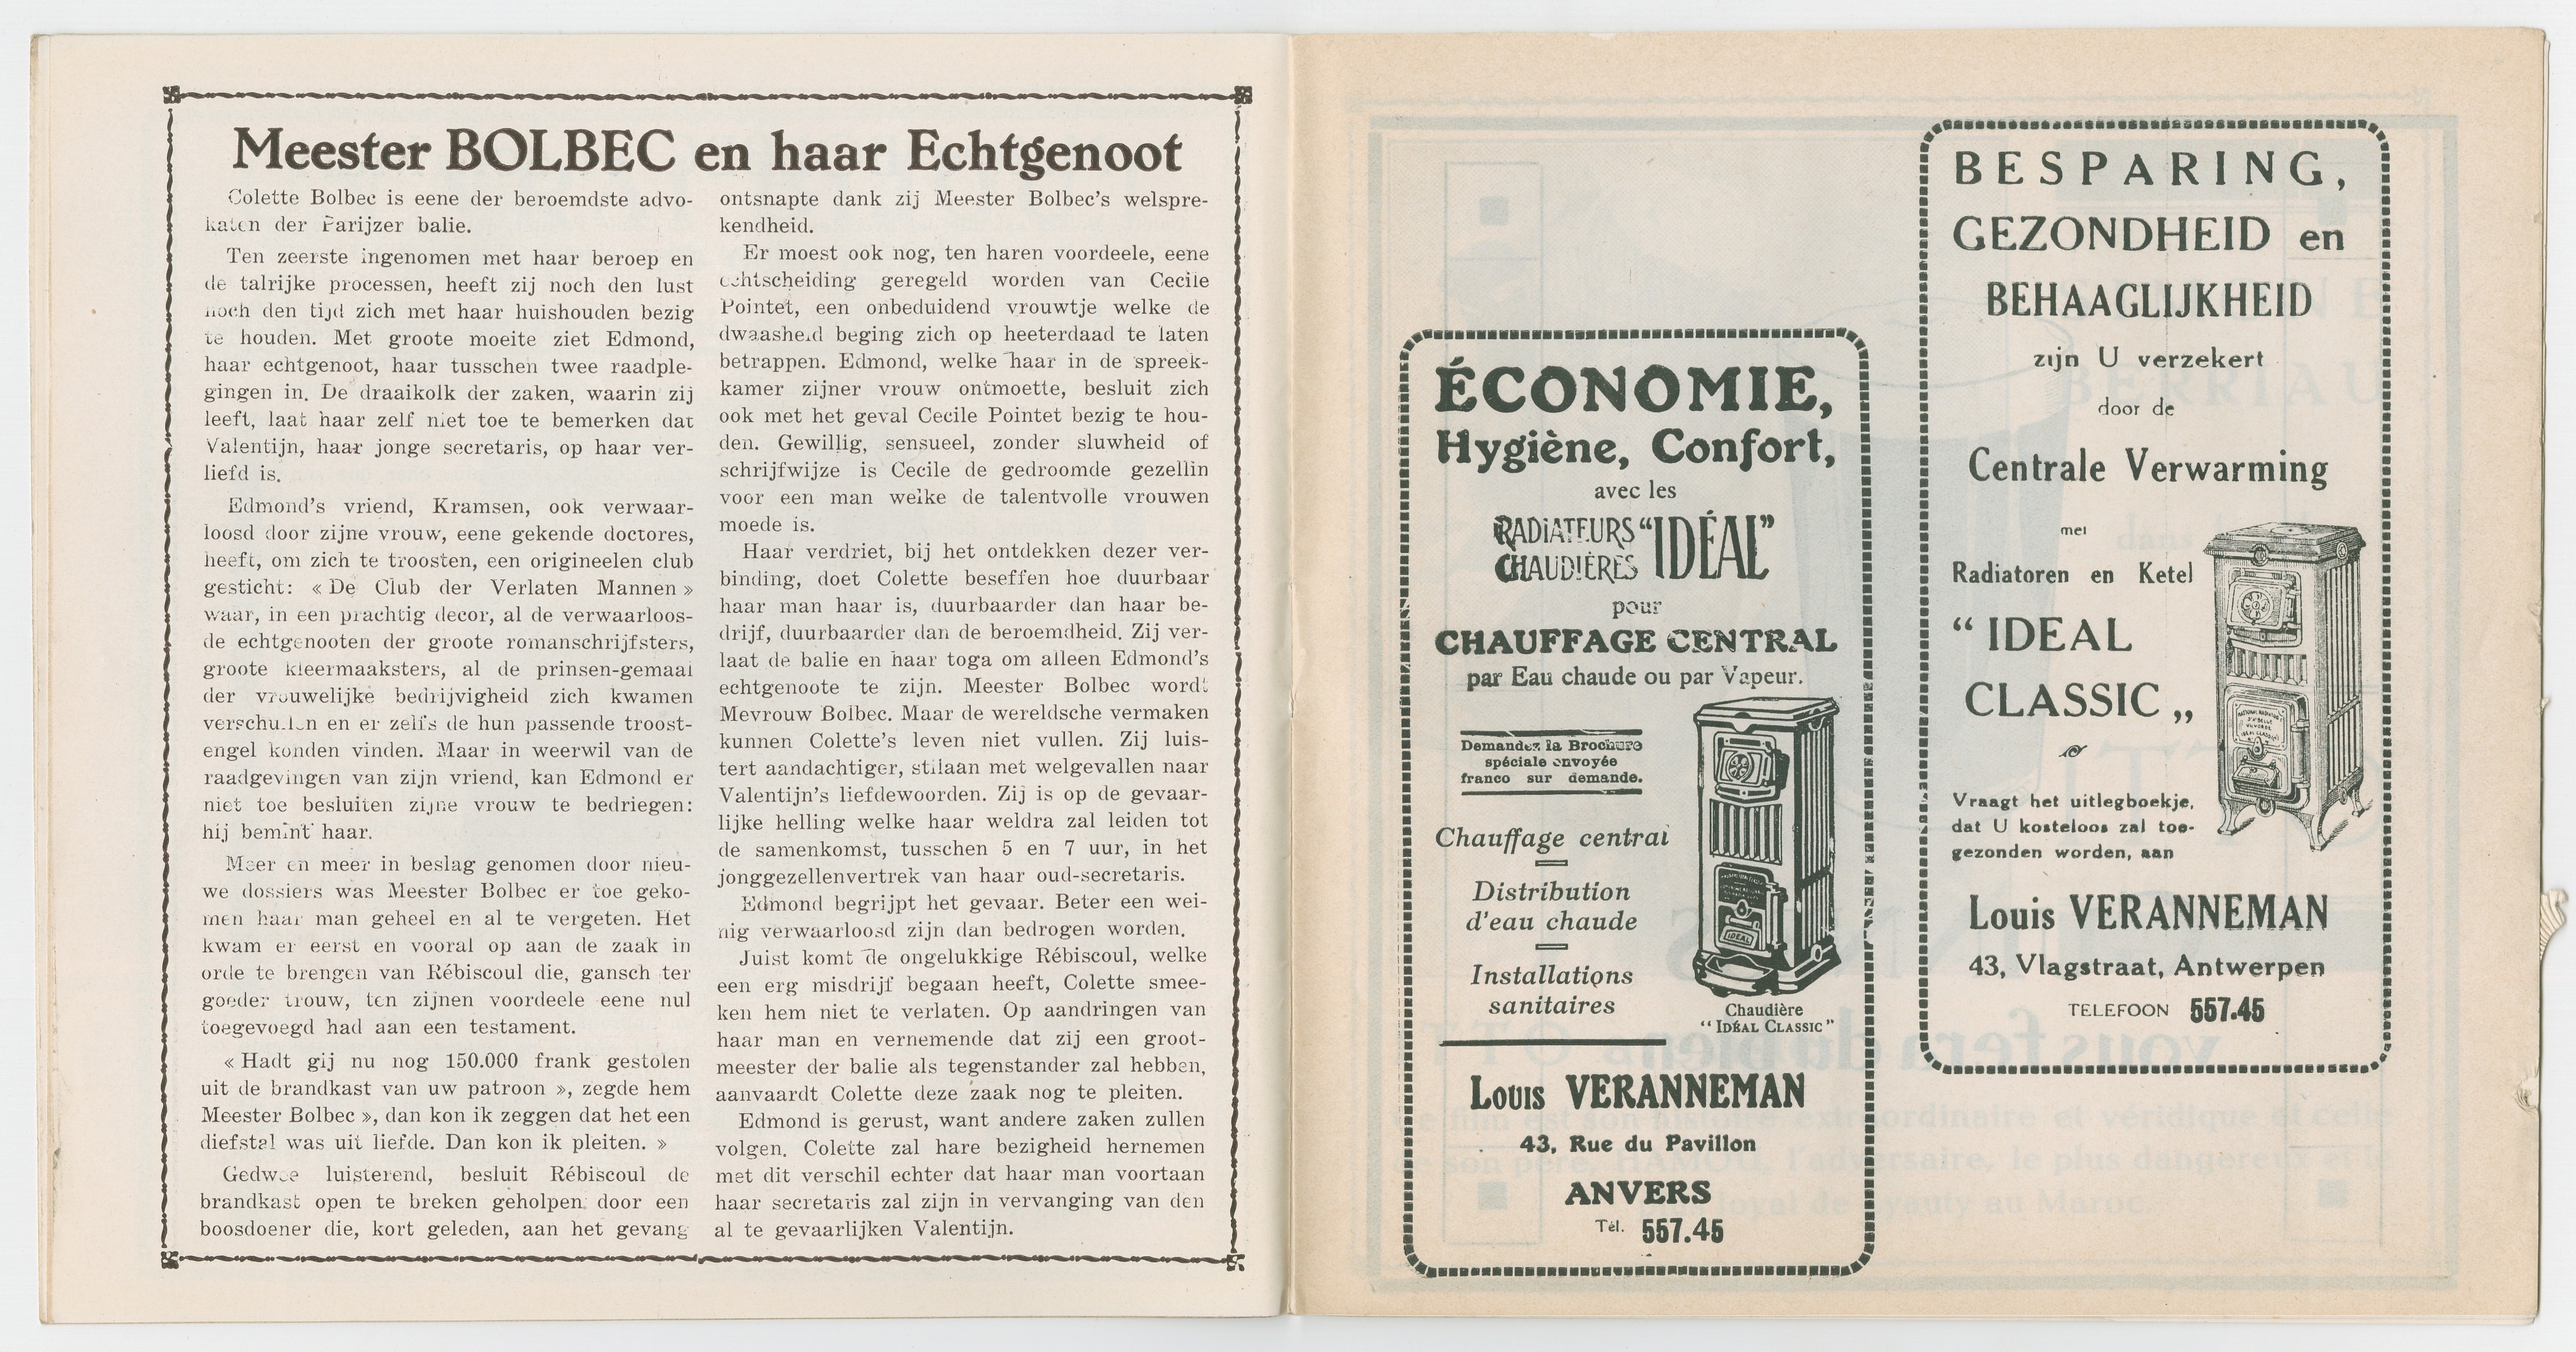 Meester BOLBEC en haar Echtgenoot
Colette Bolbec is eene der beroemdste advo-
katen der Parijzer balie.
Ten zeerste ingenomen met haar beroep en
de talrijke processen, heeft zij noch den lust
noch den tijd zich met haar huishouden bezig
te houden. Met groote moeite ziet Edmond,
haar echtgenoot, haar tusschen twee raadple-
gingen in. De draaikolk der zaken, waarin zij
leeft, laat haar zelf niet toe te bemerken dat
Valentijn, haar jonge secretaris, op haar ver-
liefd is.
Edmond's vriend, Kramsen, ook verwaar-
loosd door zijne vrouw, eene gekende doctores,
heeft, om zich te troosten, een origineelen club
gesticht: « De Club der Verlaten Mannen »
waar, in een prachtig decor, al de verwaarloos-
de echtgenooten der groote romanschrijfsters,
groote kleermaaksters, al de prinsen-gemaal
der vrouwelijke bedrijvigheid zich kwamen
verschuilen en er zelfs de hun passende troost-
engel konden vinden. Maar in weerwil van de
raadgevingen van zijn vriend, kan Edmond er
niet toe besluiten zijne vrouw te bedriegen:
hij bemint haar.
Meer en meer in beslag genomen door nieu-
we dossiers was Meester Bolbec er toe geko-
men haar man geheel en al te vergeten. Het
kwam er eerst en vooral op aan de zaak in
orde te brengen van Rébiscoul die, gansch ter
goeder trouw, ten zijnen voordeele eene nul
toegevoegd had aan een testament.
« Hadt gij nu nog 150.000 frank gestolen
uit de brandkast van uw patroon », zegde hem
Meester Bolbec », dan kon ik zeggen dat het een
diefstal was uit liefde. Dan kon ik pleiten. »
Gedwee luisterend, besluit Rébiscoul de
brandkast open te breken geholpen door een
boosdoener die, kort geleden, aan het gevang
ontsnapte dank zij Meester Bolbec's welspre-
kendheid.
Er moest ook nog, ten haren voordeele, eene
echtscheiding geregeld worden van Cecile
Pointet, een onbeduidend vrouwtje welke de
dwaasheid beging zich op heeterdaad te laten
betrappen. Edmond, welke haar in de spreek-
kamer zijner vrouw ontmoette, besluit zich
ook met het geval Cecile Pointet bezig te hou-
den. Gewillig, sensueel, zonder sluwheid of
schrijfwijze is Cecile de gedroomde gezellin
voor een man welke de talentvolle vrouwen
moede is.
Haar verdriet, bij het ontdekken dezer ver-
binding, doet Colette beseffen hoe duurbaar
haar man haar is, duurbaarder dan haar be-
drijf, duurbaarder dan de beroemdheid. Zij ver-
laat de balie en haar toga om alleen Edmond's
echtgenoote te zijn. Meester Bolbec wordt
Mevrouw Bolbec. Maar de wereldsche vermaken
kunnen Colette's leven niet vullen. Zij luis-
tert aandachtiger, stilaan met welgevallen naar
Valentijn's liefdewoorden. Zij is op de gevaar-
lijke helling welke haar weldra zal leiden tot
de samenkomst, tusschen 5 en 7 uur, in het
jonggezellenvertrek van haar oud-secretaris.
Edmond begrijpt het gevaar. Beter een wei-
nig verwaarloosd zijn dan bedrogen worden.
Juist komt de ongelukkige Rébiscoul, welke
een erg misdrijf begaan heeft, Colette smee-
ken hem niet te verlaten. Op aandringen van
haar man en vernemende dat zij een groot-
meester der balie als tegenstander zal hebben,
aanvaardt Colette deze zaak nog te pleiten.
Edmond is gerust, want andere zaken zullen
volgen. Colette zal hare bezigheid hernemen
met dit verschil echter dat haar man voortaan
haar secretaris zal zijn in vervanging van den
al te gevaarlijken Valentijn.
ÉCONOMIE,
Hygiène, Confort,
avec les
RADIATEURS
CHAUDIÈRES
“IDÉAL”
pour
CHAUFFAGE CENTRAL
par Eau chaude ou par Vapeur.
Demandez la Brochure
spéciale envoyée
franco sur demande.
Chauffage central
Distribution
d'eau chaude
Installations
sanitaires
IDEAL
Chaudière
“IDÉAL CLASSIC”
Louis VERANNEMAN
43, Rue du Pavillon
ANVERS
Tél. 557.45
BESPARING,
GEZONDHEID en
BEHAAGLIJKHEID
zijn U verzekert
door de
Centrale Verwarming
met
Radiatoren en Ketel
“ IDEAL
CLASSIC „
Vraagt het uitlegboekje,
dat U kosteloos zal toe-
gezonden worden, aan
Louis VERANNEMAN
43, Vlagstraat, Antwerpen
TELEFOON 557.45